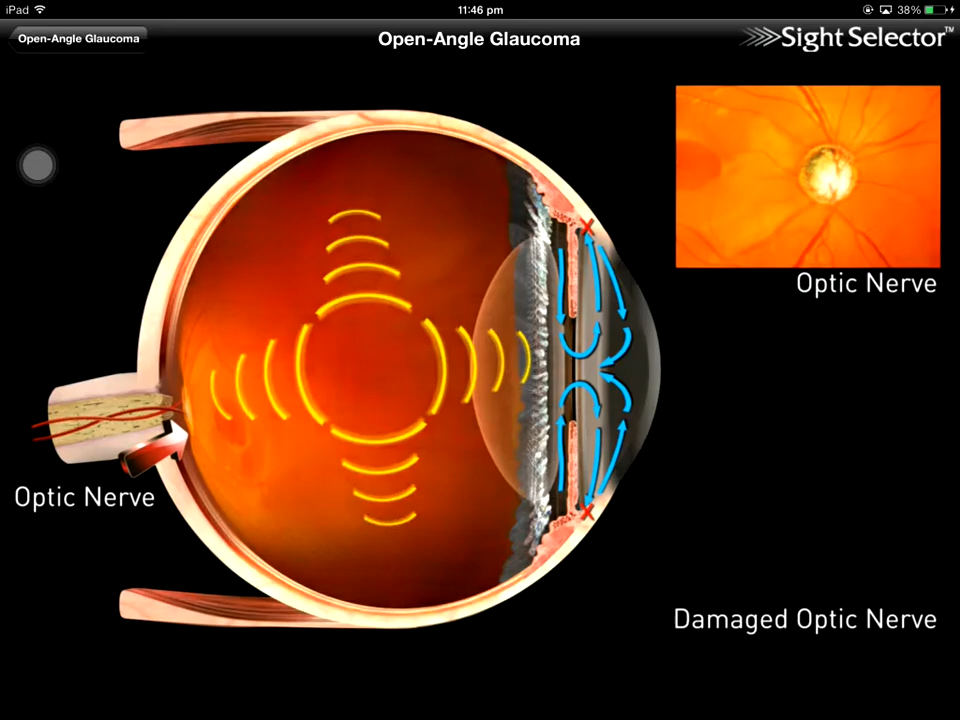 iPad 11:46 pm 38%
Open-Angle Glaucoma Open-Angle Glaucoma Sight Selector™
Optic Nerve
Optic Nerve
Damaged Optic Nerve